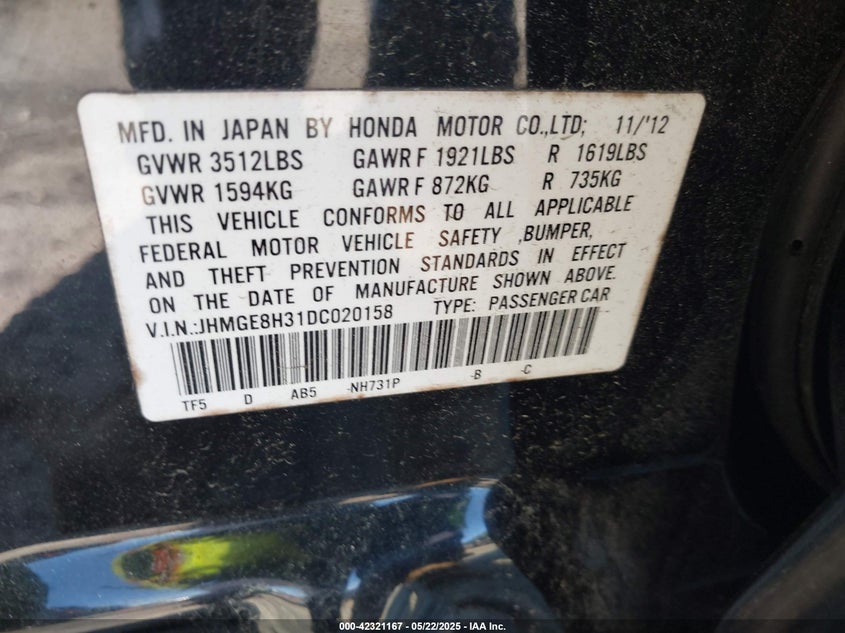 MFD. IN JAPAN BY HONDA MOTOR CO.,LTD; 11/'12
GVWR 3512LBS GAWR F 1921LBS R 1619LBS
GVWR 1594KG GAWR F 872KG R 735KG
THIS VEHICLE CONFORMS TO ALL APPLICABLE
FEDERAL MOTOR VEHICLE SAFETY ,BUMPER,
AND THEFT PREVENTION STANDARDS IN EFFECT
ON THE DATE OF MANUFACTURE SHOWN ABOVE.
V.I.N.:JHMGE8H31DC020158 TYPE: PASSENGER CAR
TF5 D AB5 -NH731P -B -C
000-42321167 - 05/22/2025 - IAA Inc.